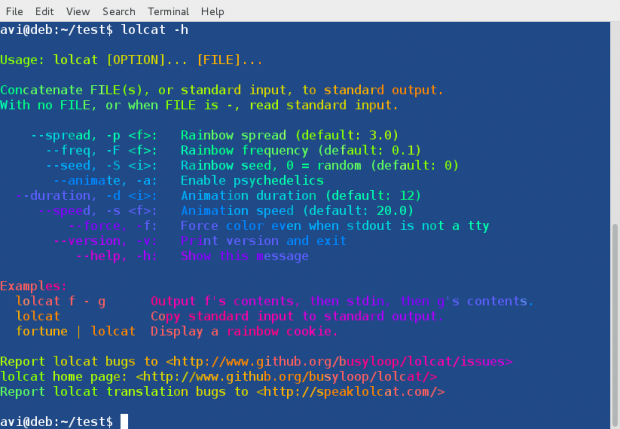 File Edit View Search Terminal Help
avi@deb:~/test$ lolcat -h
Usage: lolcat [OPTION]... [FILE]...
Concatenate FILE(s), or standard input, to standard output.
With no FILE, or when FILE is -, read standard input.
--spread, -p <f>: Rainbow spread (default: 3.0)
--freq, -F <f>: Rainbow frequency (default: 0.1)
--seed, -S <i>: Rainbow seed, 0 = random (default: 0)
--animate, -a: Enable psychedelics
-duration, -d <i>: Animation duration (default: 12)
--speed, -s <f>: Animation speed (default: 20.0)
--force, -f: Force color even when stdout is not a tty
--version, -v: Print version and exit
--help, -h: Show this message
Examples:
lolcat f - g Output f's contents, then stdin, then g's contents.
lolcat Copy standard input to standard output.
fortune | lolcat Display a rainbow cookie.
Report lolcat bugs to <http://www.github.org/busyloop/lolcat/issues>
lolcat home page: <http://www.github.org/busyloop/lolcat/>
Report lolcat translation bugs to <http://speaklolcat.com/>
avi@deb:~/test$